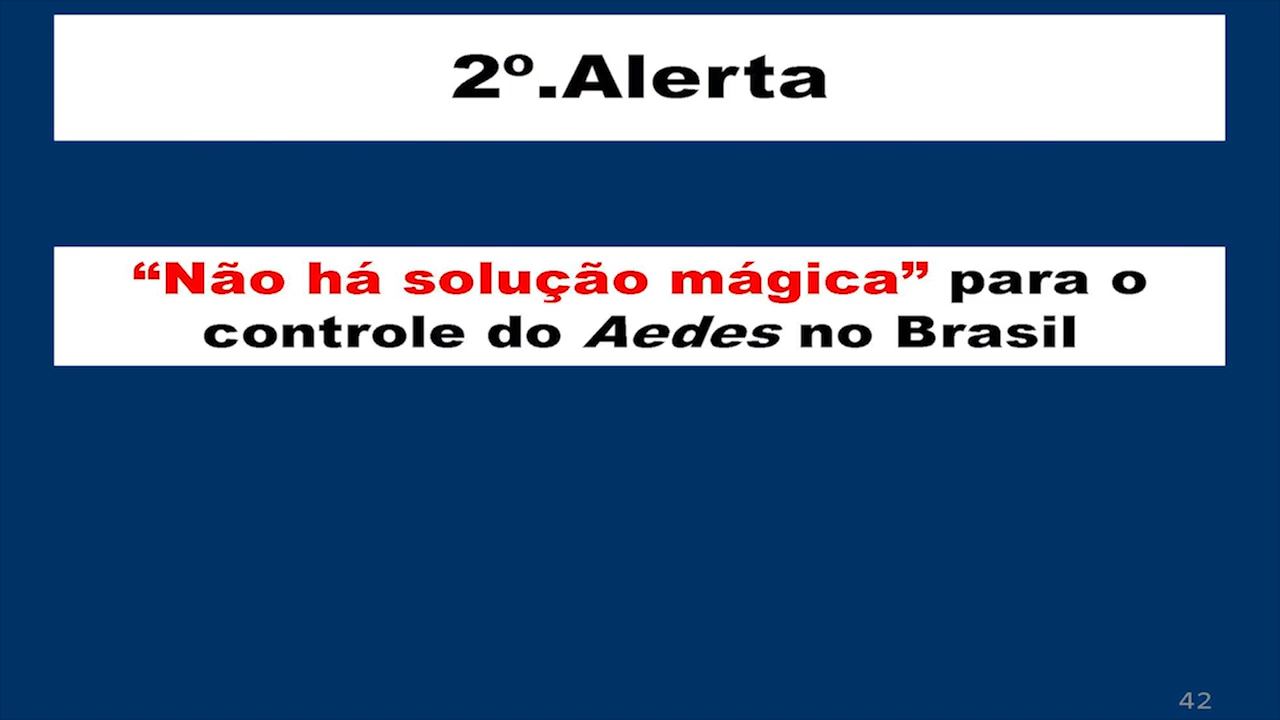 2º.Alerta
“Não há solução mágica” para o
controle do Aedes no Brasil
42